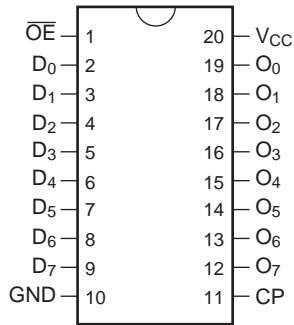 O̅E̅ 1 20 V_CC
D₀ 2 19 O₀
D₁ 3 18 O₁
D₂ 4 17 O₂
D₃ 5 16 O₃
D₄ 6 15 O₄
D₅ 7 14 O₅
D₆ 8 13 O₆
D₇ 9 12 O₇
GND 10 11 CP